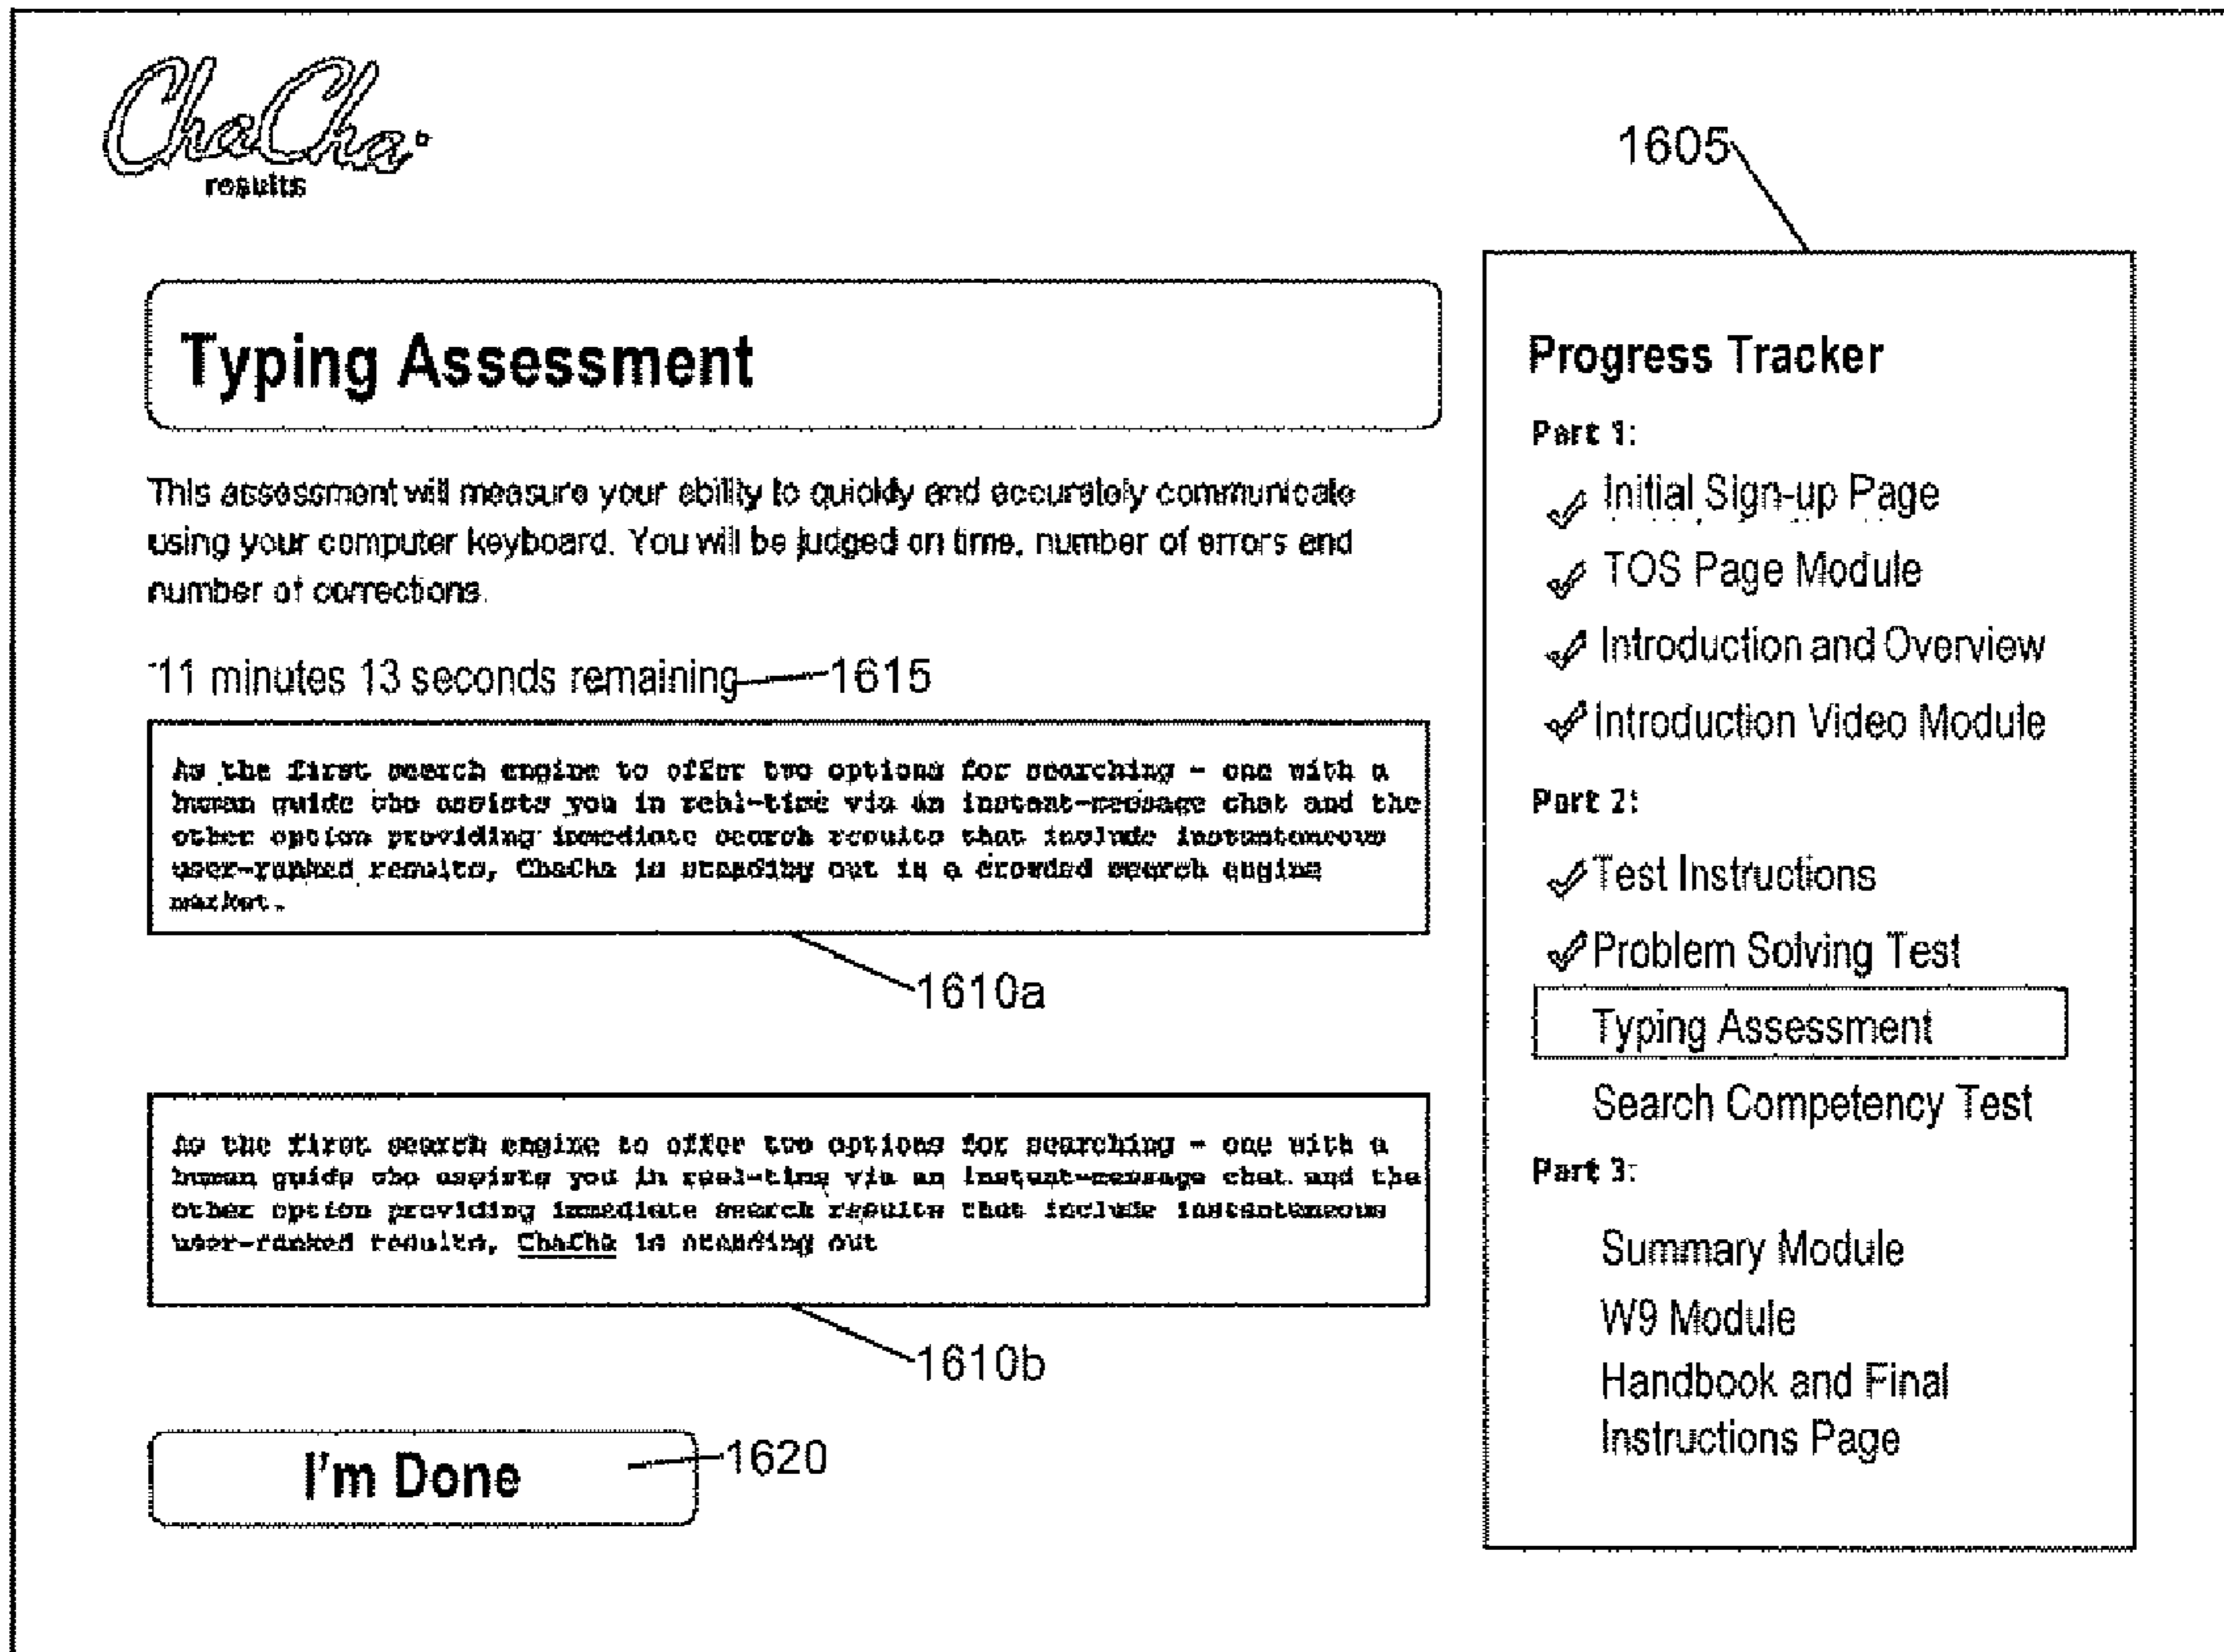 ChaCha
results
1605
Typing Assessment
This assessment will measure your ability to quickly and accurately communicate
using your computer keyboard. You will be judged on time, number of errors and
number of corrections.
11 minutes 13 seconds remaining 1615
As the first search engine to offer two options for searching - one with a
human guide who assists you in real-time via an instant-message chat and the
other option providing immediate search results that include instantaneous
user-ranked results, ChaCha is standing out in a crowded search engine
market.
1610a
As the first search engine to offer two options for searching - one with a
human guide who assists you in real-time via an instant-message chat and the
other option providing immediate search results that include instantaneous
user-ranked results, ChaCha is standing out
1610b
I'm Done 1620
Progress Tracker
Part 1:
Initial Sign-up Page
TOS Page Module
Introduction and Overview
Introduction Video Module
Part 2:
Test Instructions
Problem Solving Test
Typing Assessment
Search Competency Test
Part 3:
Summary Module
W9 Module
Handbook and Final
Instructions Page